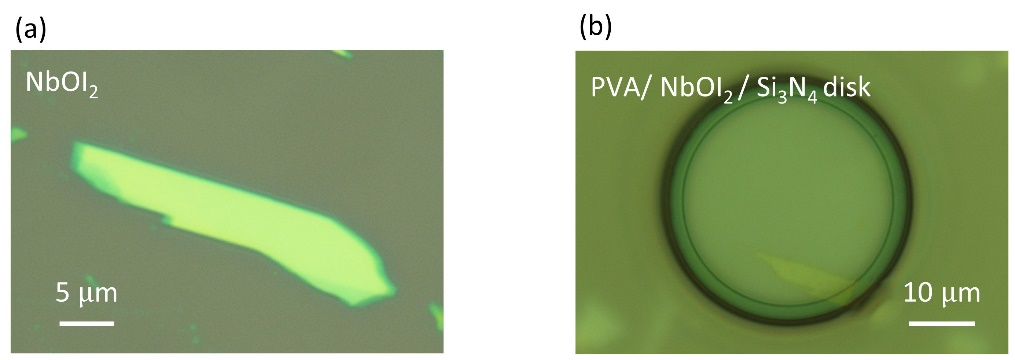 (a)
NbOI₂
5 μm
(b)
PVA/ NbOI₂ / Si₃N₄ disk
10 μm